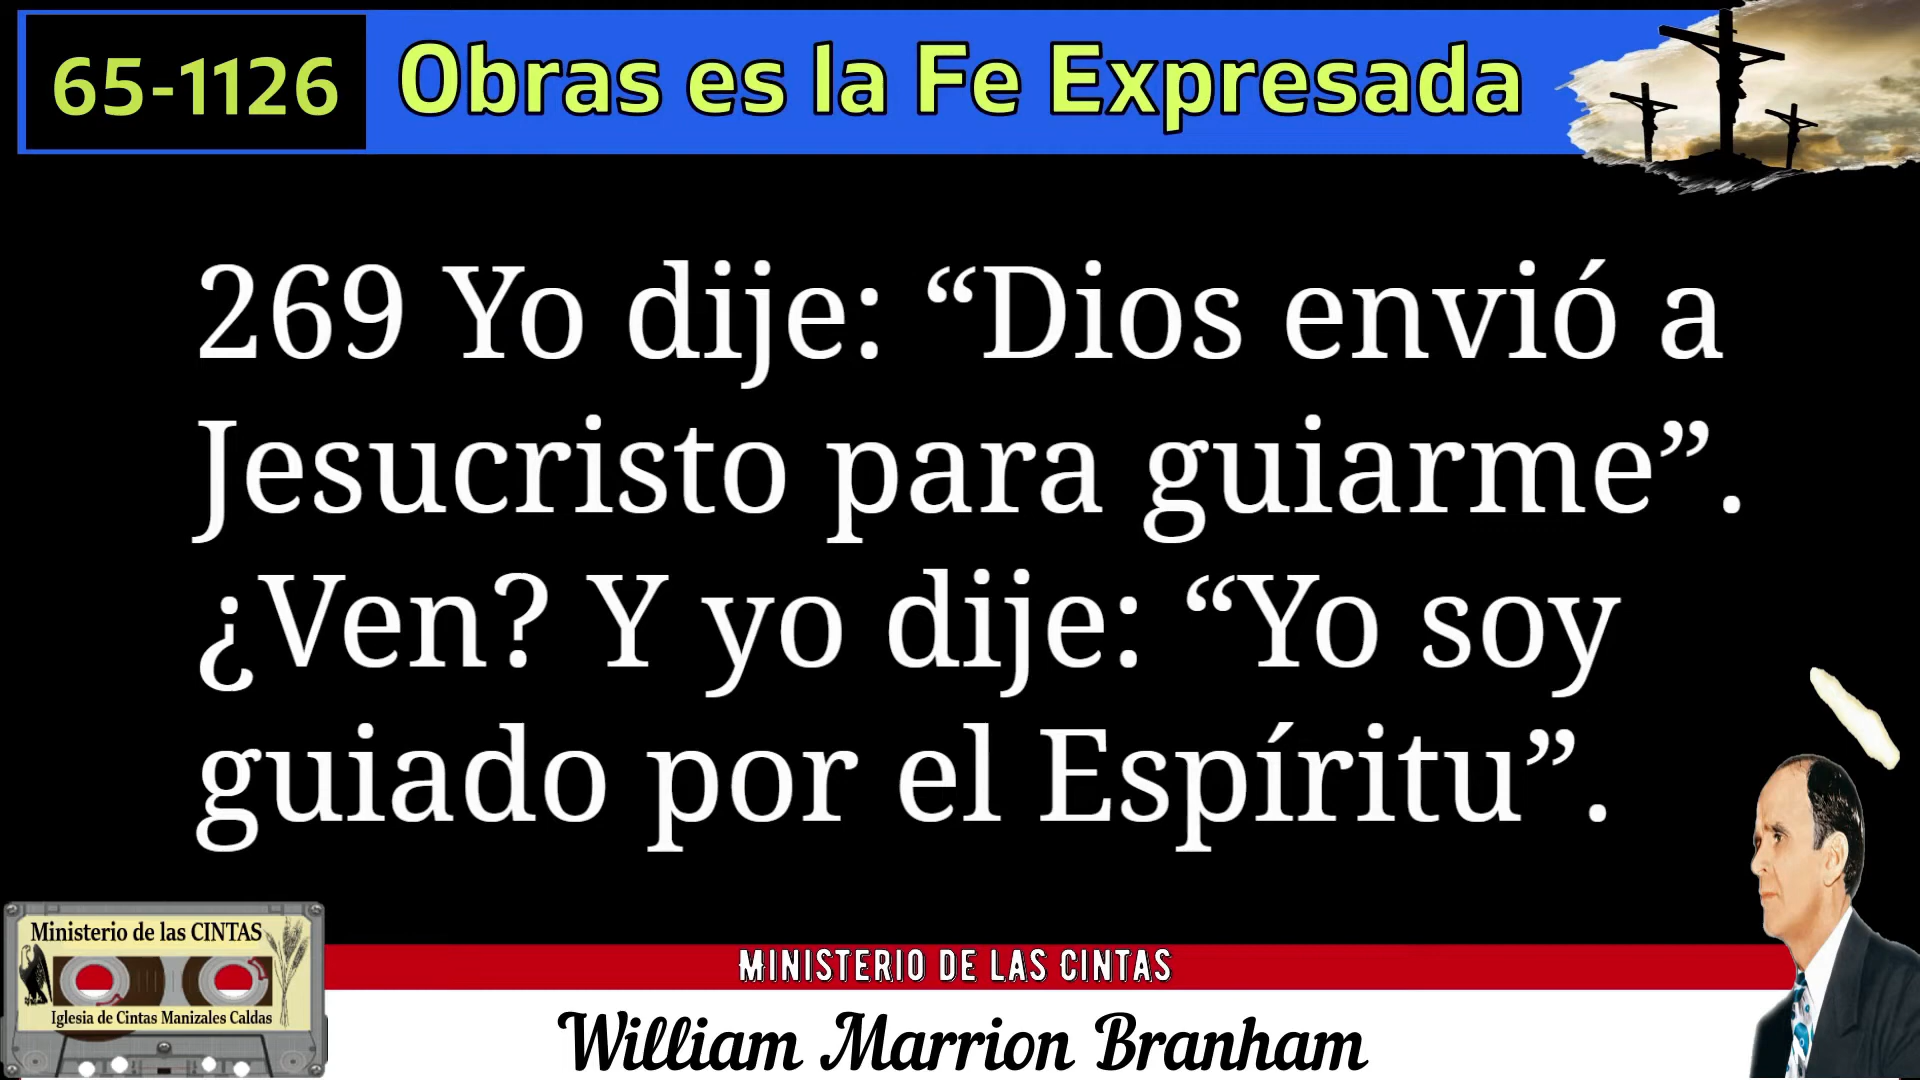 65-1126 Obras es la Fe Expresada
269 Yo dije: “Dios envió a
Jesucristo para guiarme”.
¿Ven? Y yo dije: “Yo soy
guiado por el Espíritu”.
Ministerio de las CINTAS
Iglesia de Cintas Manizales Caldas
MINISTERIO DE LAS CINTAS
William Marrion Branham